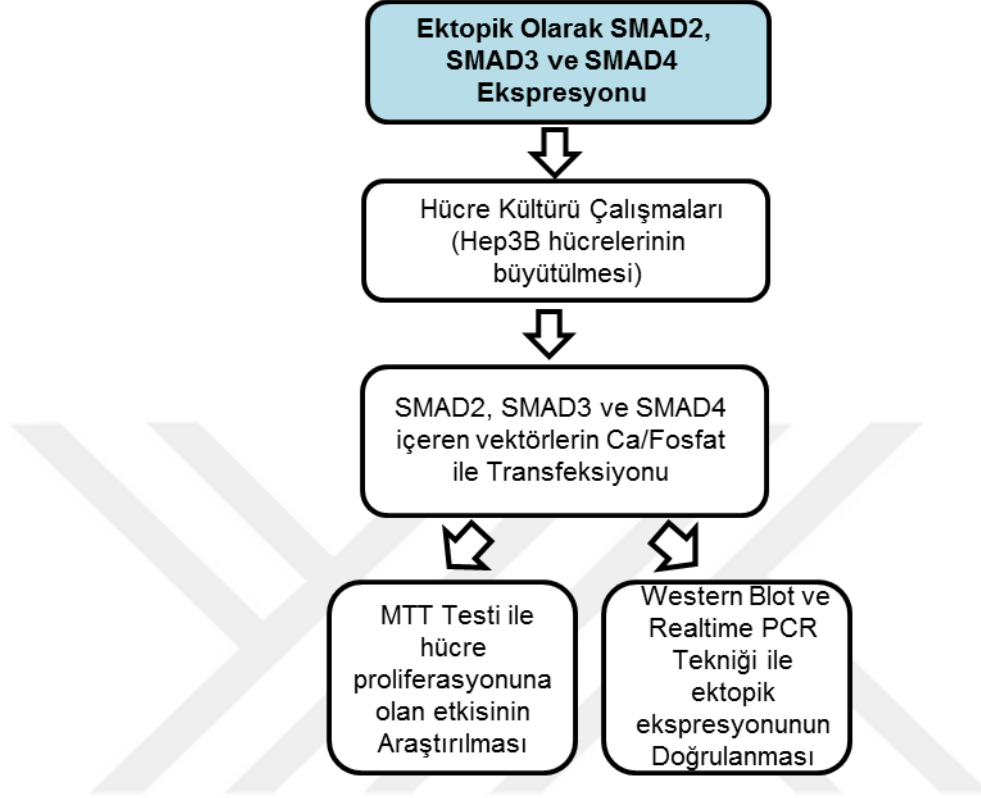 Ektopik Olarak SMAD2,
SMAD3 ve SMAD4
Ekspresyonu
Hücre Kültürü Çalışmaları
(Hep3B hücrelerinin
büyütülmesi)
SMAD2, SMAD3 ve SMAD4
içeren vektörlerin Ca/Fosfat
ile Transfeksiyonu
MTT Testi ile
hücre
proliferasyonuna
olan etkisinin
Araştırılması
Western Blot ve
Realtime PCR
Tekniği ile
ektopik
ekspresyonunun
Doğrulanması